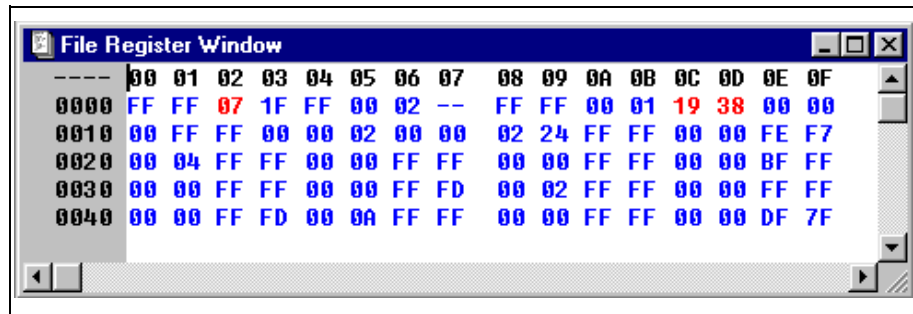 File Register Window
---- 00 01 02 03 04 05 06 07 08 09 0A 0B 0C 0D 0E 0F
0000 FF FF 07 1F FF 00 02 -- FF FF 00 01 19 38 00 00
0010 00 FF FF 00 00 02 00 00 02 24 FF FF 00 00 FE F7
0020 00 04 FF FF 00 00 FF FF 00 00 FF FF 00 00 BF FF
0030 00 00 FF FF 00 00 FF FD 00 02 FF FF 00 00 FF FF
0040 00 00 FF FD 00 0A FF FF 00 00 FF FF 00 00 DF 7F